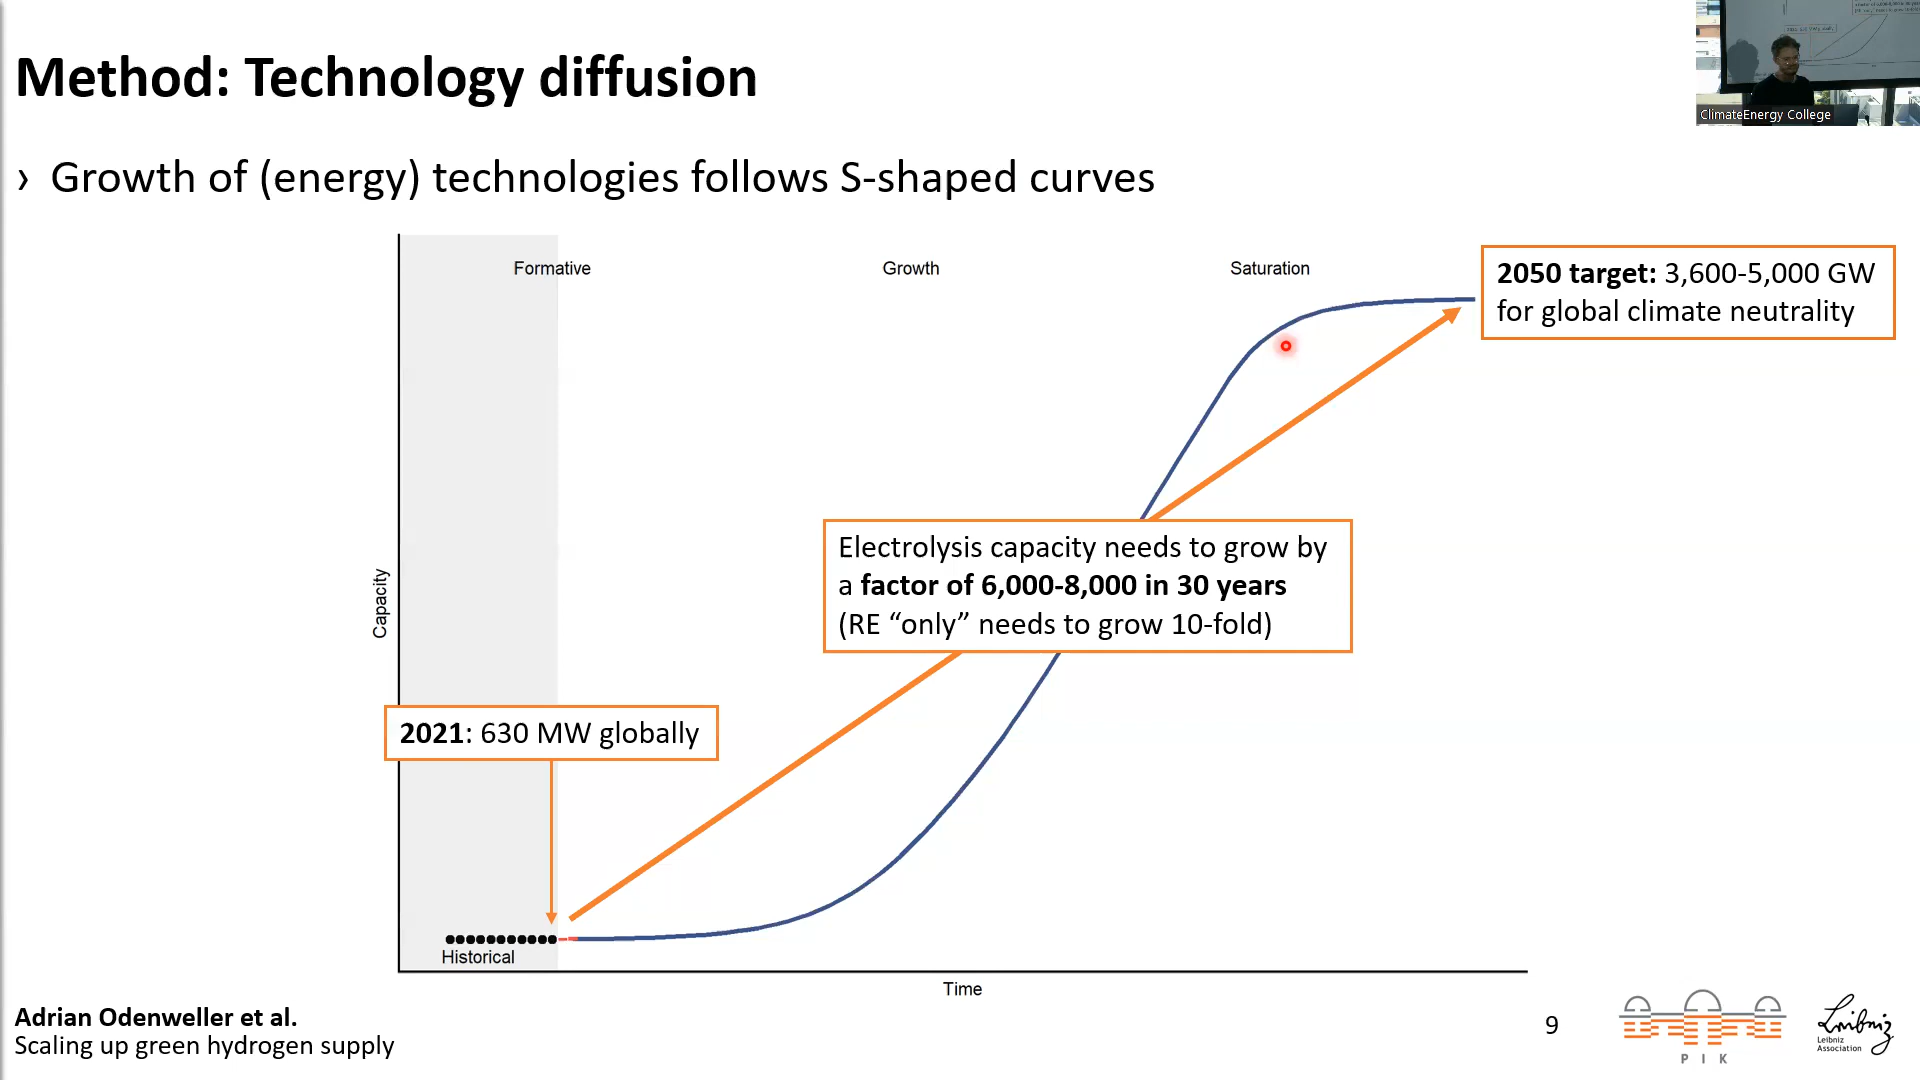 Method: Technology diffusion
ClimateEnergy College
› Growth of (energy) technologies follows S-shaped curves
Formative
Growth
Saturation
2050 target: 3,600-5,000 GW
for global climate neutrality
Electrolysis capacity needs to grow by
a factor of 6,000-8,000 in 30 years
(RE “only” needs to grow 10-fold)
Capacity
2021: 630 MW globally
Historical
Time
Adrian Odenweller et al.
Scaling up green hydrogen supply
9
PIK
Leibniz
Leibniz
Association